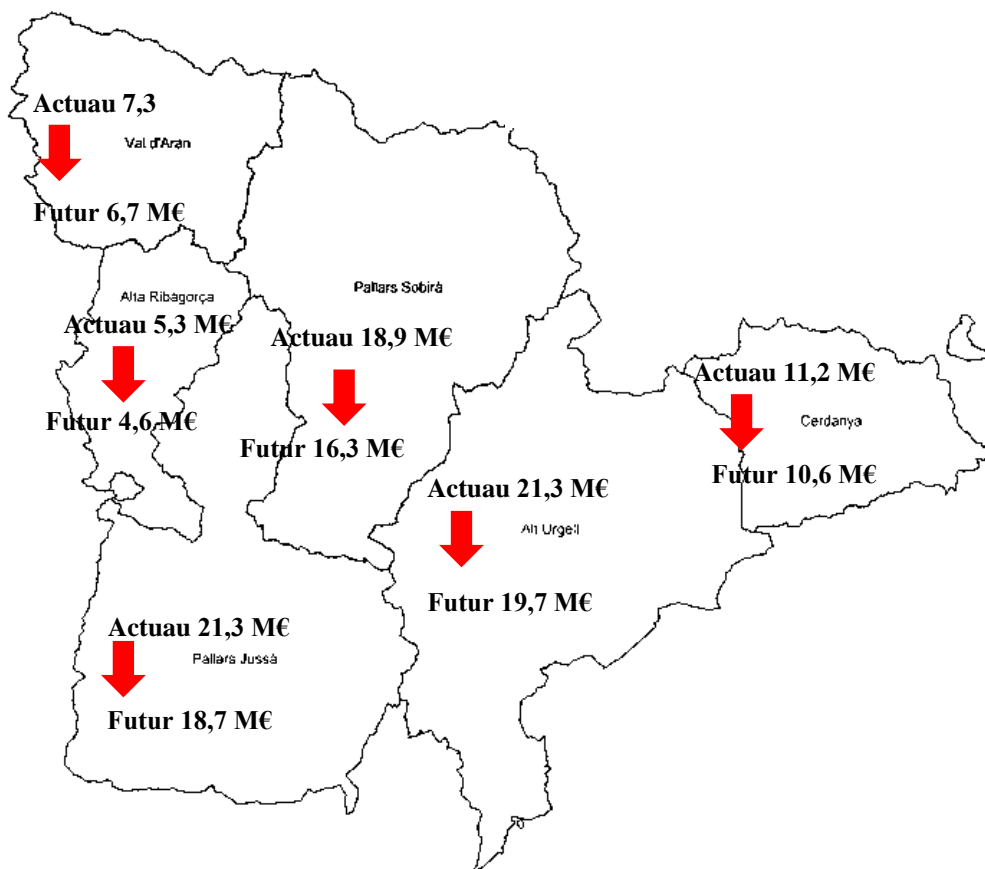 Actuau 7,3
Val d'Aran
Futur 6,7 M€
Alta Ribagorça
Actuau 5,3 M€
Futur 4,6 M€
Pallars Sobirà
Actuau 18,9 M€
Futur 16,3 M€
Actuau 11,2 M€
Cerdanya
Futur 10,6 M€
Actuau 21,3 M€
Alt Urgell
Futur 19,7 M€
Actuau 21,3 M€
Pallars Jussà
Futur 18,7 M€